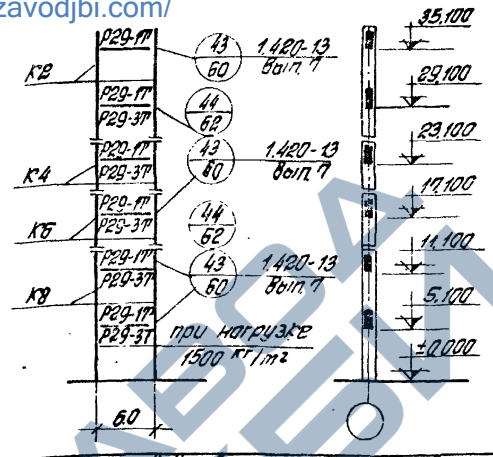 zavodjbi.com/
35.100
Р29-1Т
43
60
1.420-13
Вып. 7
К2
29.100
Р29-1Т
Р29-3Т
44
62
23.100
Р29-1Т
Р29-3Т
43
60
1.420-13
Вып. 7
К4
17.100
Р29-1Т
Р29-3Т
44
62
К6
11.100
Р29-1Т
Р29-3Т
43
60
1.420-13
Вып. 7
К8
5.100
Р29-1Т
Р29-3Т
при нагрузке
1500 кг/м²
±0.000
6.0
ЗАВОД
ЖБИ